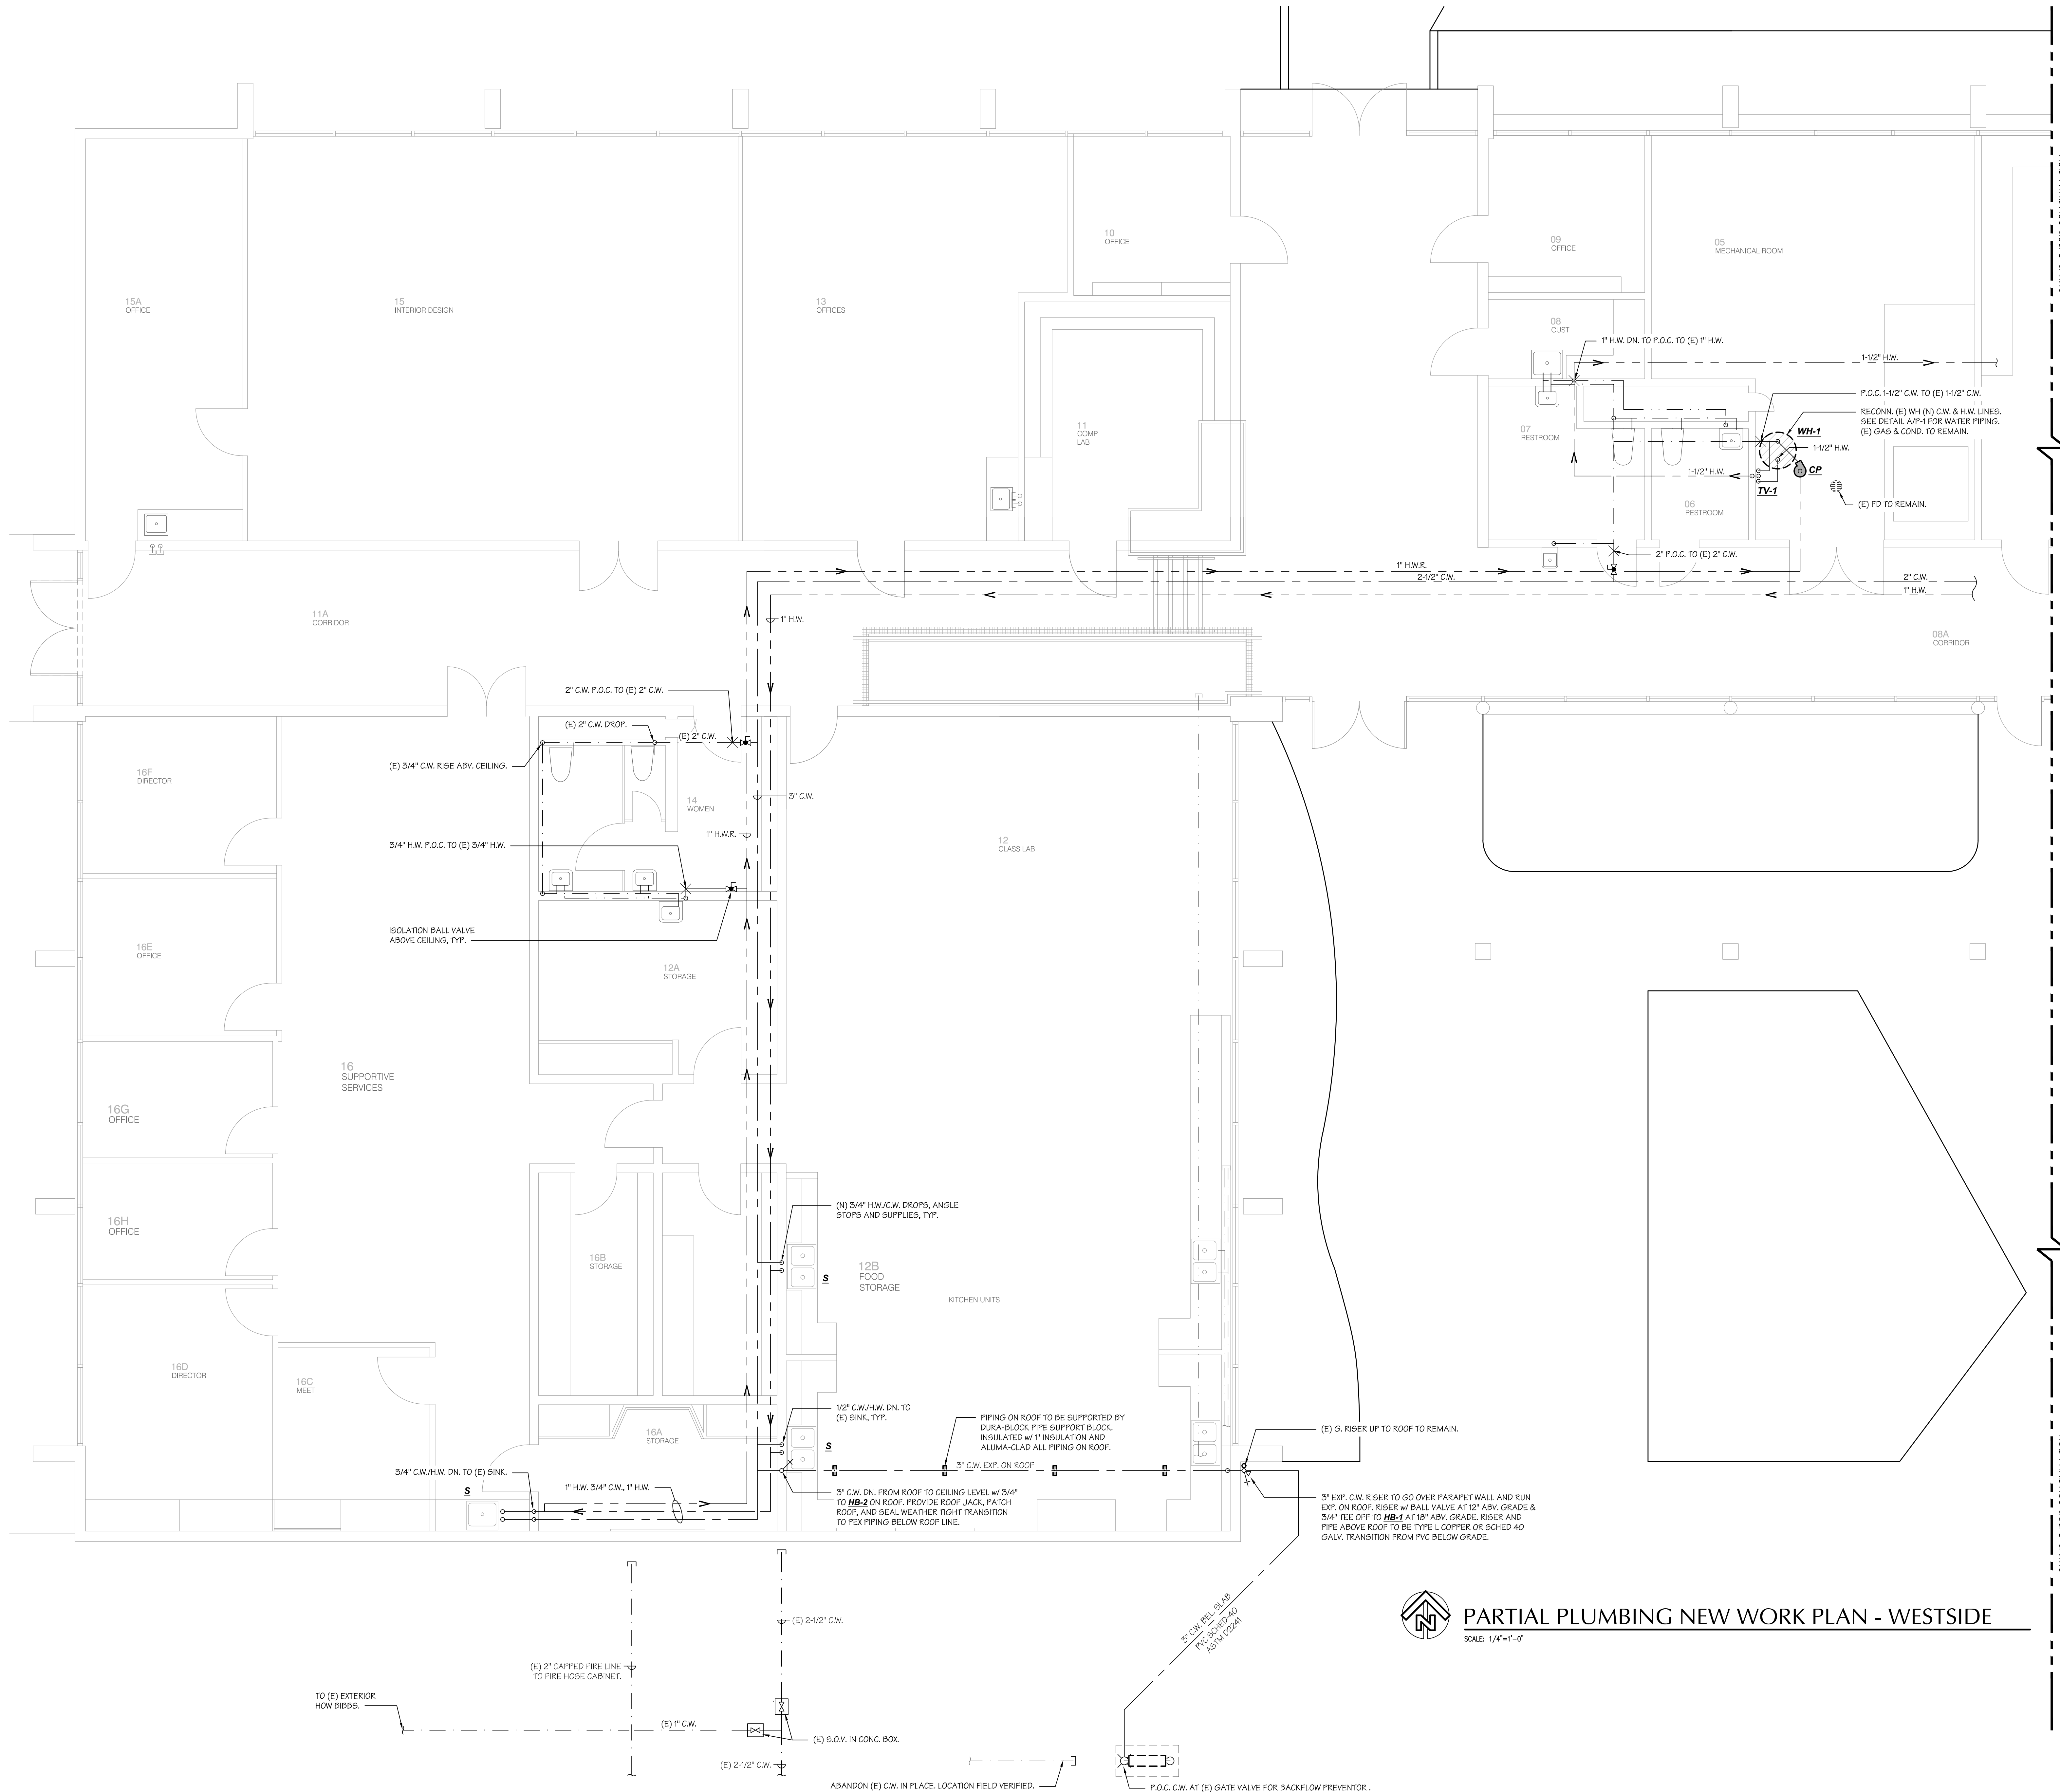 10
OFFICE
09
OFFICE
05
MECHANICAL ROOM
15A
OFFICE
15
INTERIOR DESIGN
13
OFFICES
08
CUST
1" H.W. DN. TO P.O.C. TO (E) 1" H.W.
1-1/2" H.W.
P.O.C. 1-1/2" C.W. TO (E) 1-1/2" C.W.
RECONN. (E) WH (N) C.W. & H.W. LINES.
SEE DETAIL A/P-1 FOR WATER PIPING.
(E) GAS & COND. TO REMAIN.
11
COMP
LAB
07
RESTROOM
WH-1
1-1/2" H.W.
1-1/2" H.W.
CP
TV-1
06
RESTROOM
(E) FD TO REMAIN.
2" P.O.C. TO (E) 2" C.W.
1" H.W.R.
2-1/2" C.W.
2" C.W.
1" H.W.
11A
CORRIDOR
1" H.W.
08A
CORRIDOR
2" C.W. P.O.C. TO (E) 2" C.W.
(E) 2" C.W. DROP.
(E) 2" C.W.
(E) 3/4" C.W. RISE ABV. CEILING.
16F
DIRECTOR
14
WOMEN
3" C.W.
1" H.W.R.
3/4" H.W. P.O.C. TO (E) 3/4" H.W.
12
CLASS LAB
ISOLATION BALL VALVE
ABOVE CEILING, TYP.
16E
OFFICE
12A
STORAGE
16
SUPPORTIVE
SERVICES
16G
OFFICE
16H
OFFICE
(N) 3/4" H.W./C.W. DROPS, ANGLE
STOPS AND SUPPLIES, TYP.
16B
STORAGE
12B
FOOD
STORAGE
S
KITCHEN UNITS
16D
DIRECTOR
16C
MEET
1/2" C.W./H.W. DN. TO
(E) SINK, TYP.
PIPING ON ROOF TO BE SUPPORTED BY
DURA-BLOCK PIPE SUPPORT BLOCK.
INSULATED w/ 1" INSULATION AND
ALUMA-CLAD ALL PIPING ON ROOF.
(E) G. RISER UP TO ROOF TO REMAIN.
16A
STORAGE
S
3" C.W. EXP. ON ROOF
3/4" C.W./H.W. DN. TO (E) SINK.
S
1" H.W. 3/4" C.W., 1" H.W.
3" C.W. DN. FROM ROOF TO CEILING LEVEL w/ 3/4"
TO HB-2 ON ROOF. PROVIDE ROOF JACK, PATCH
ROOF, AND SEAL WEATHER TIGHT TRANSITION
TO PEX PIPING BELOW ROOF LINE.
3" EXP. C.W. RISER TO GO OVER PARAPET WALL AND RUN
EXP. ON ROOF. RISER w/ BALL VALVE AT 12" ABV. GRADE &
3/4" TEE OFF TO HB-1 AT 18" ABV. GRADE. RISER AND
PIPE ABOVE ROOF TO BE TYPE L COPPER OR SCHED 40
GALV. TRANSITION FROM PVC BELOW GRADE.
(E) 2-1/2" C.W.
3" C.W. BEL. SLAB
PVC SCHED-40
ASTM D2241
N
PARTIAL PLUMBING NEW WORK PLAN - WESTSIDE
SCALE: 1/4"=1'-0"
(E) 2" CAPPED FIRE LINE
TO FIRE HOSE CABINET.
TO (E) EXTERIOR
HOW BIBBS.
(E) 1" C.W.
(E) S.O.V. IN CONC. BOX.
(E) 2-1/2" C.W.
ABANDON (E) C.W. IN PLACE. LOCATION FIELD VERIFIED.
P.O.C. C.W. AT (E) GATE VALVE FOR BACKFLOW PREVENTOR .